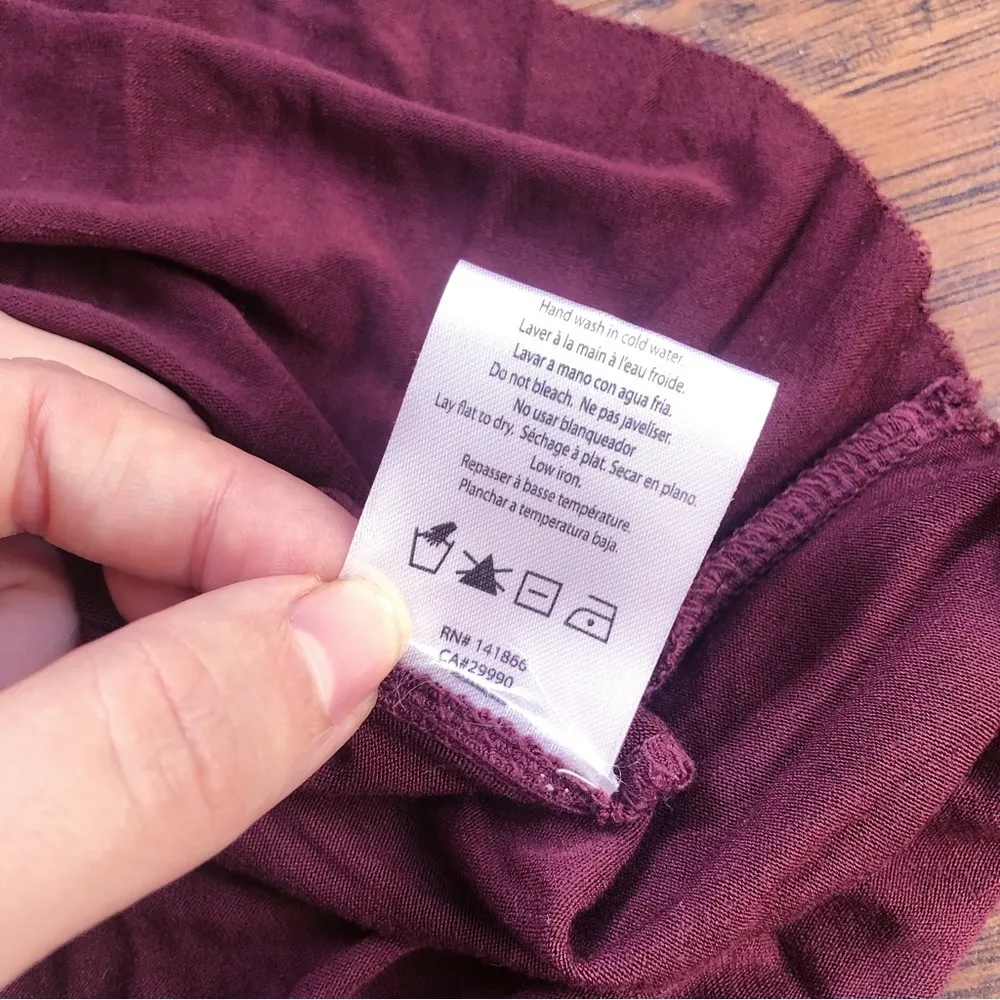 Hand wash in cold water.
Laver à la main à l'eau froide.
Lavar a mano con agua fria.
Do not bleach. Ne pas javeliser.
No usar blanqueador
Lay flat to dry. Séchage à plat. Secar en plano.
Low iron.
Repasser à basse température.
Planchar a temperatura baja.
RN# 141866
CA#29990